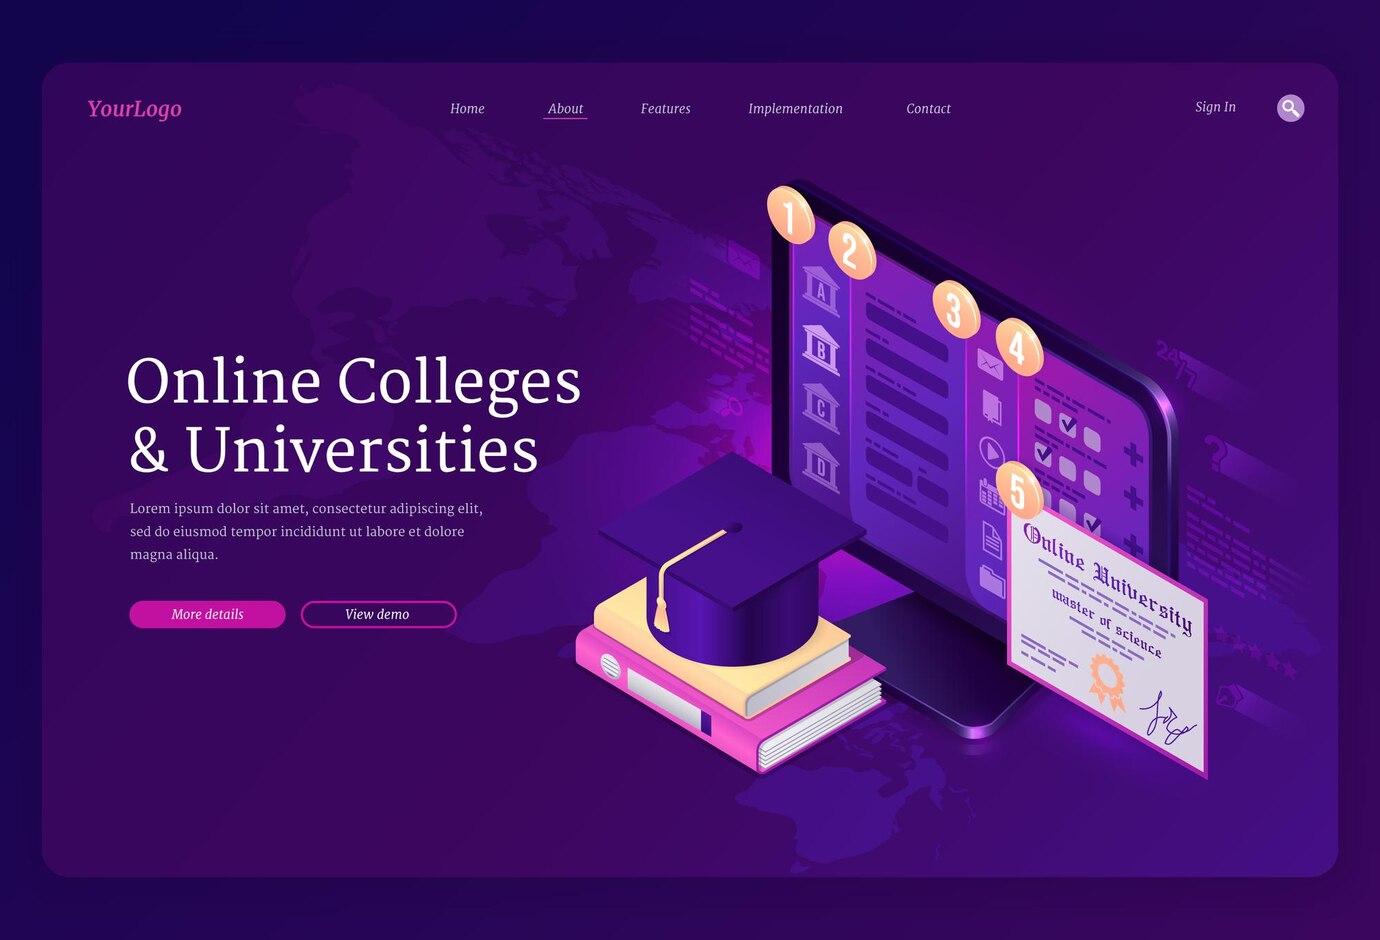 YourLogo
Home
About
Features
Implementation
Contact
Sign In
Online Colleges
& Universities
Lorem ipsum dolor sit amet, consectetur adipiscing elit,
sed do eiusmod tempor incididunt ut labore et dolore
magna aliqua.
More details
View demo
1
2
3
4
5
A
B
C
D
24/7
?
Online University
master of science